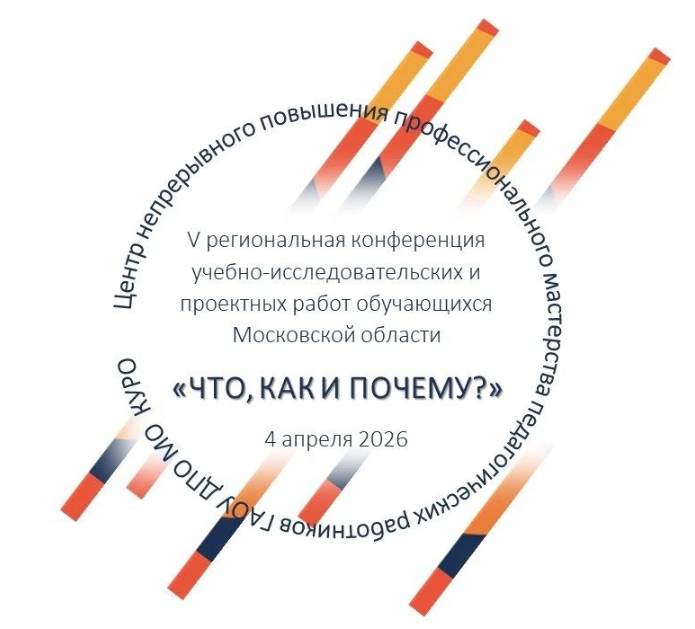 Центр непрерывного повышения профессионального мастерства педагогических работников ГАОУ ДПО МО КУРО
V региональная конференция
учебно-исследовательских и
проектных работ обучающихся
Московской области
«ЧТО, КАК И ПОЧЕМУ?»
4 апреля 2026